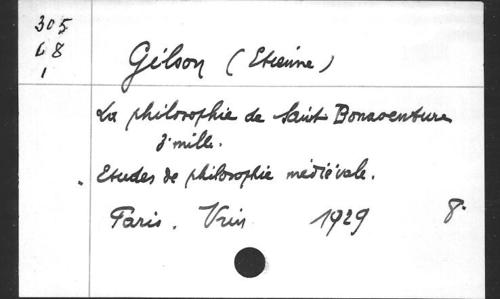 305
68
1
Gilson (Etienne)
La philosophie de Saint Bonaventure
3e mille.
Etudes de philosophie médiévale.
Paris. Vrin 1929 8°